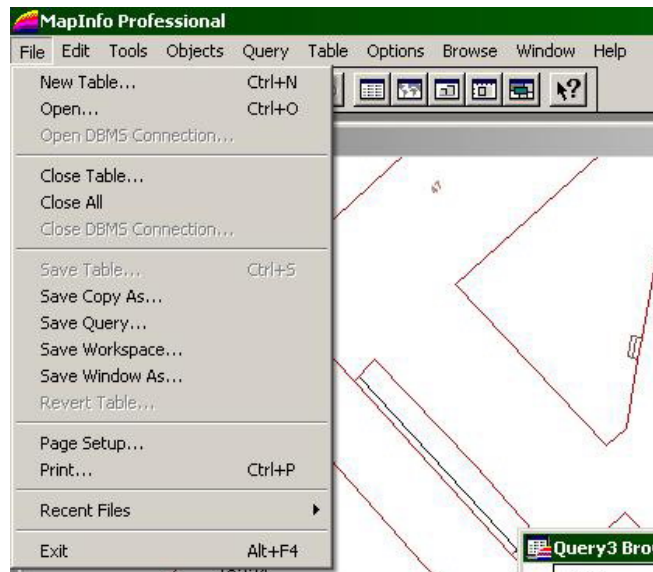 MapInfo Professional
File Edit Tools Objects Query Table Options Browse Window Help
New Table... Ctrl+N
Open... Ctrl+O
Open DBMS Connection...
Close Table...
Close All
Close DBMS Connection...
Save Table... Ctrl+S
Save Copy As...
Save Query...
Save Workspace...
Save Window As...
Revert Table...
Page Setup...
Print... Ctrl+P
Recent Files
Exit Alt+F4
Query3 Bro